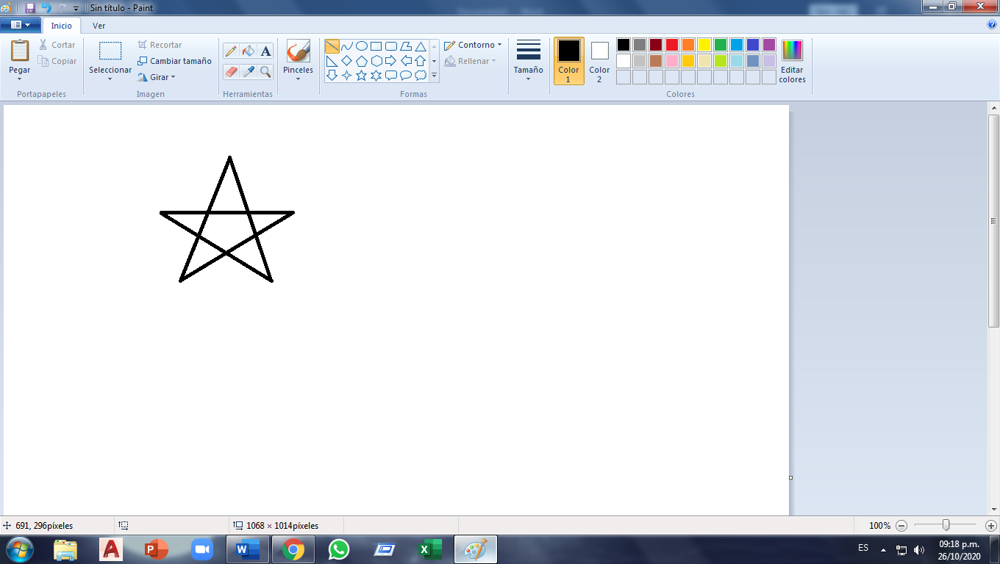 Sin título - Paint
Inicio Ver
Pegar
Cortar
Copiar
Portapapeles
Seleccionar
Recortar
Cambiar tamaño
Girar
Imagen
A
Herramientas
Pinceles
Contorno
Rellenar
Formas
Tamaño
Color
1
Color
2
Editar
colores
Colores
691, 296píxeles
1068 × 1014píxeles
100%
ES
09:18 p.m.
26/10/2020